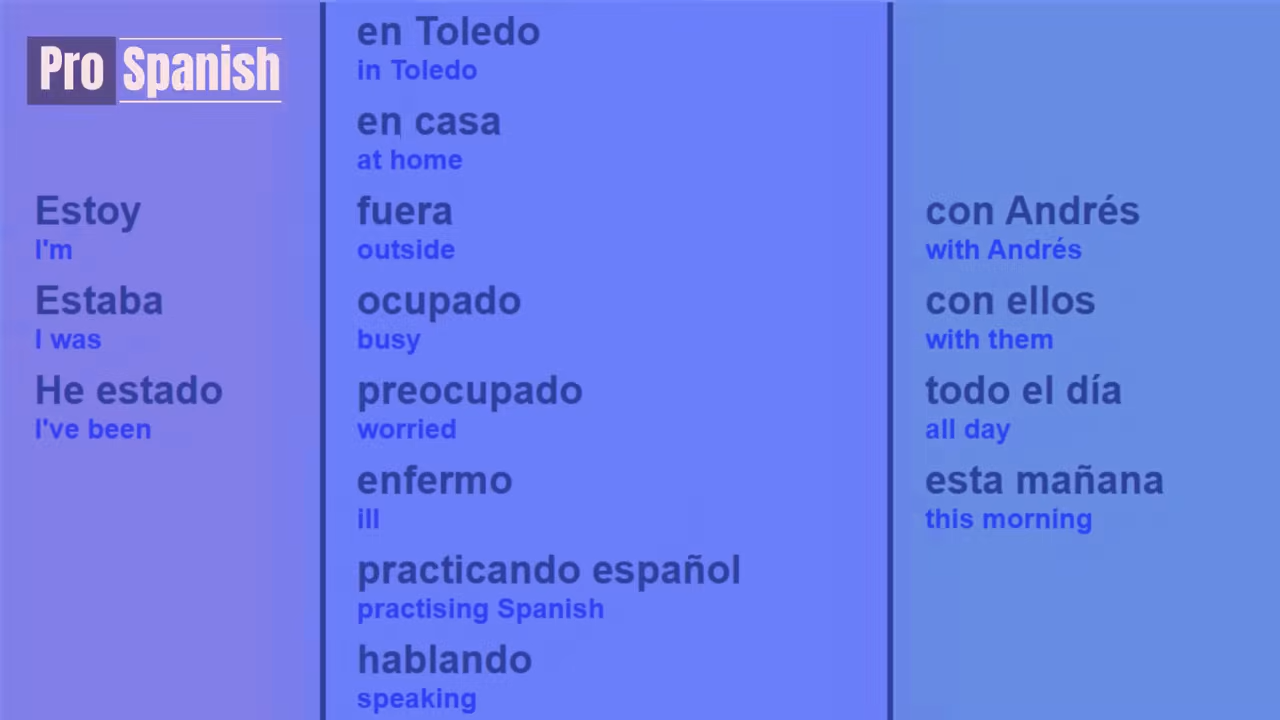 Pro Spanish
Estoy
I'm
Estaba
I was
He estado
I've been
en Toledo
in Toledo
en casa
at home
fuera
outside
ocupado
busy
preocupado
worried
enfermo
ill
practicando español
practising Spanish
hablando
speaking
con Andrés
with Andrés
con ellos
with them
todo el día
all day
esta mañana
this morning